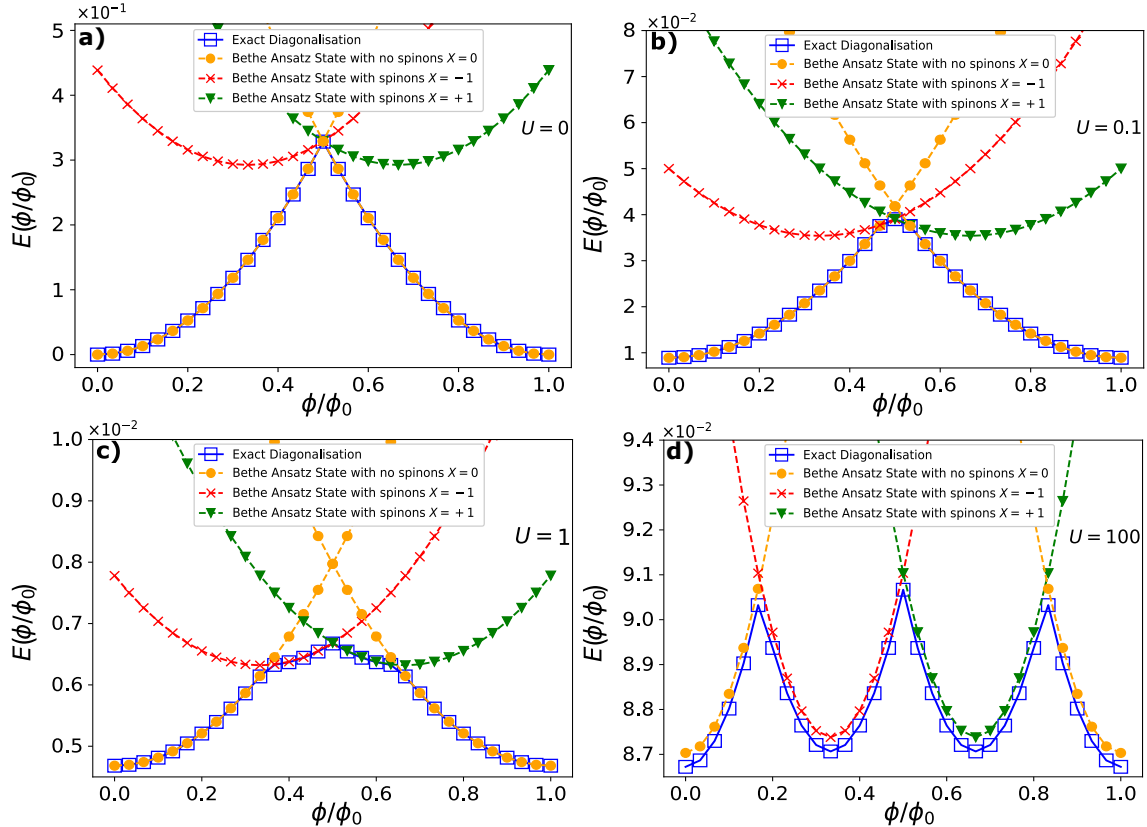 ×10⁻¹
a)
5
4
3
2
1
0
E(ϕ/ϕ₀)
Exact Diagonalisation
Bethe Ansatz State with no spinons X = 0
Bethe Ansatz State with spinons X = −1
Bethe Ansatz State with spinons X = +1
U = 0
0.0 0.2 0.4 0.6 0.8 1.0
ϕ/ϕ₀
×10⁻²
b)
8
7
6
5
4
3
2
1
E(ϕ/ϕ₀)
Exact Diagonalisation
Bethe Ansatz State with no spinons X = 0
Bethe Ansatz State with spinons X = −1
Bethe Ansatz State with spinons X = +1
U = 0.1
0.0 0.2 0.4 0.6 0.8 1.0
ϕ/ϕ₀
×10⁻²
c)
1.0
0.9
0.8
0.7
0.6
0.5
E(ϕ/ϕ₀)
Exact Diagonalisation
Bethe Ansatz State with no spinons X = 0
Bethe Ansatz State with spinons X = −1
Bethe Ansatz State with spinons X = +1
U = 1
0.0 0.2 0.4 0.6 0.8 1.0
ϕ/ϕ₀
×10⁻²
d)
9.4
9.3
9.2
9.1
9.0
8.9
8.8
8.7
E(ϕ/ϕ₀)
Exact Diagonalisation
Bethe Ansatz State with no spinons X = 0
Bethe Ansatz State with spinons X = −1
Bethe Ansatz State with spinons X = +1
U = 100
0.0 0.2 0.4 0.6 0.8 1.0
ϕ/ϕ₀